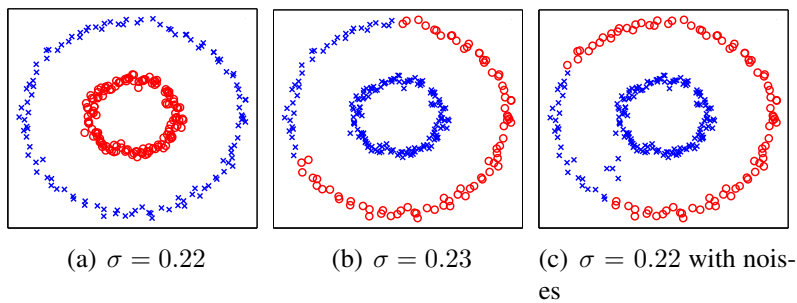 (a) σ = 0.22
(b) σ = 0.23
(c) σ = 0.22 with nois-
es